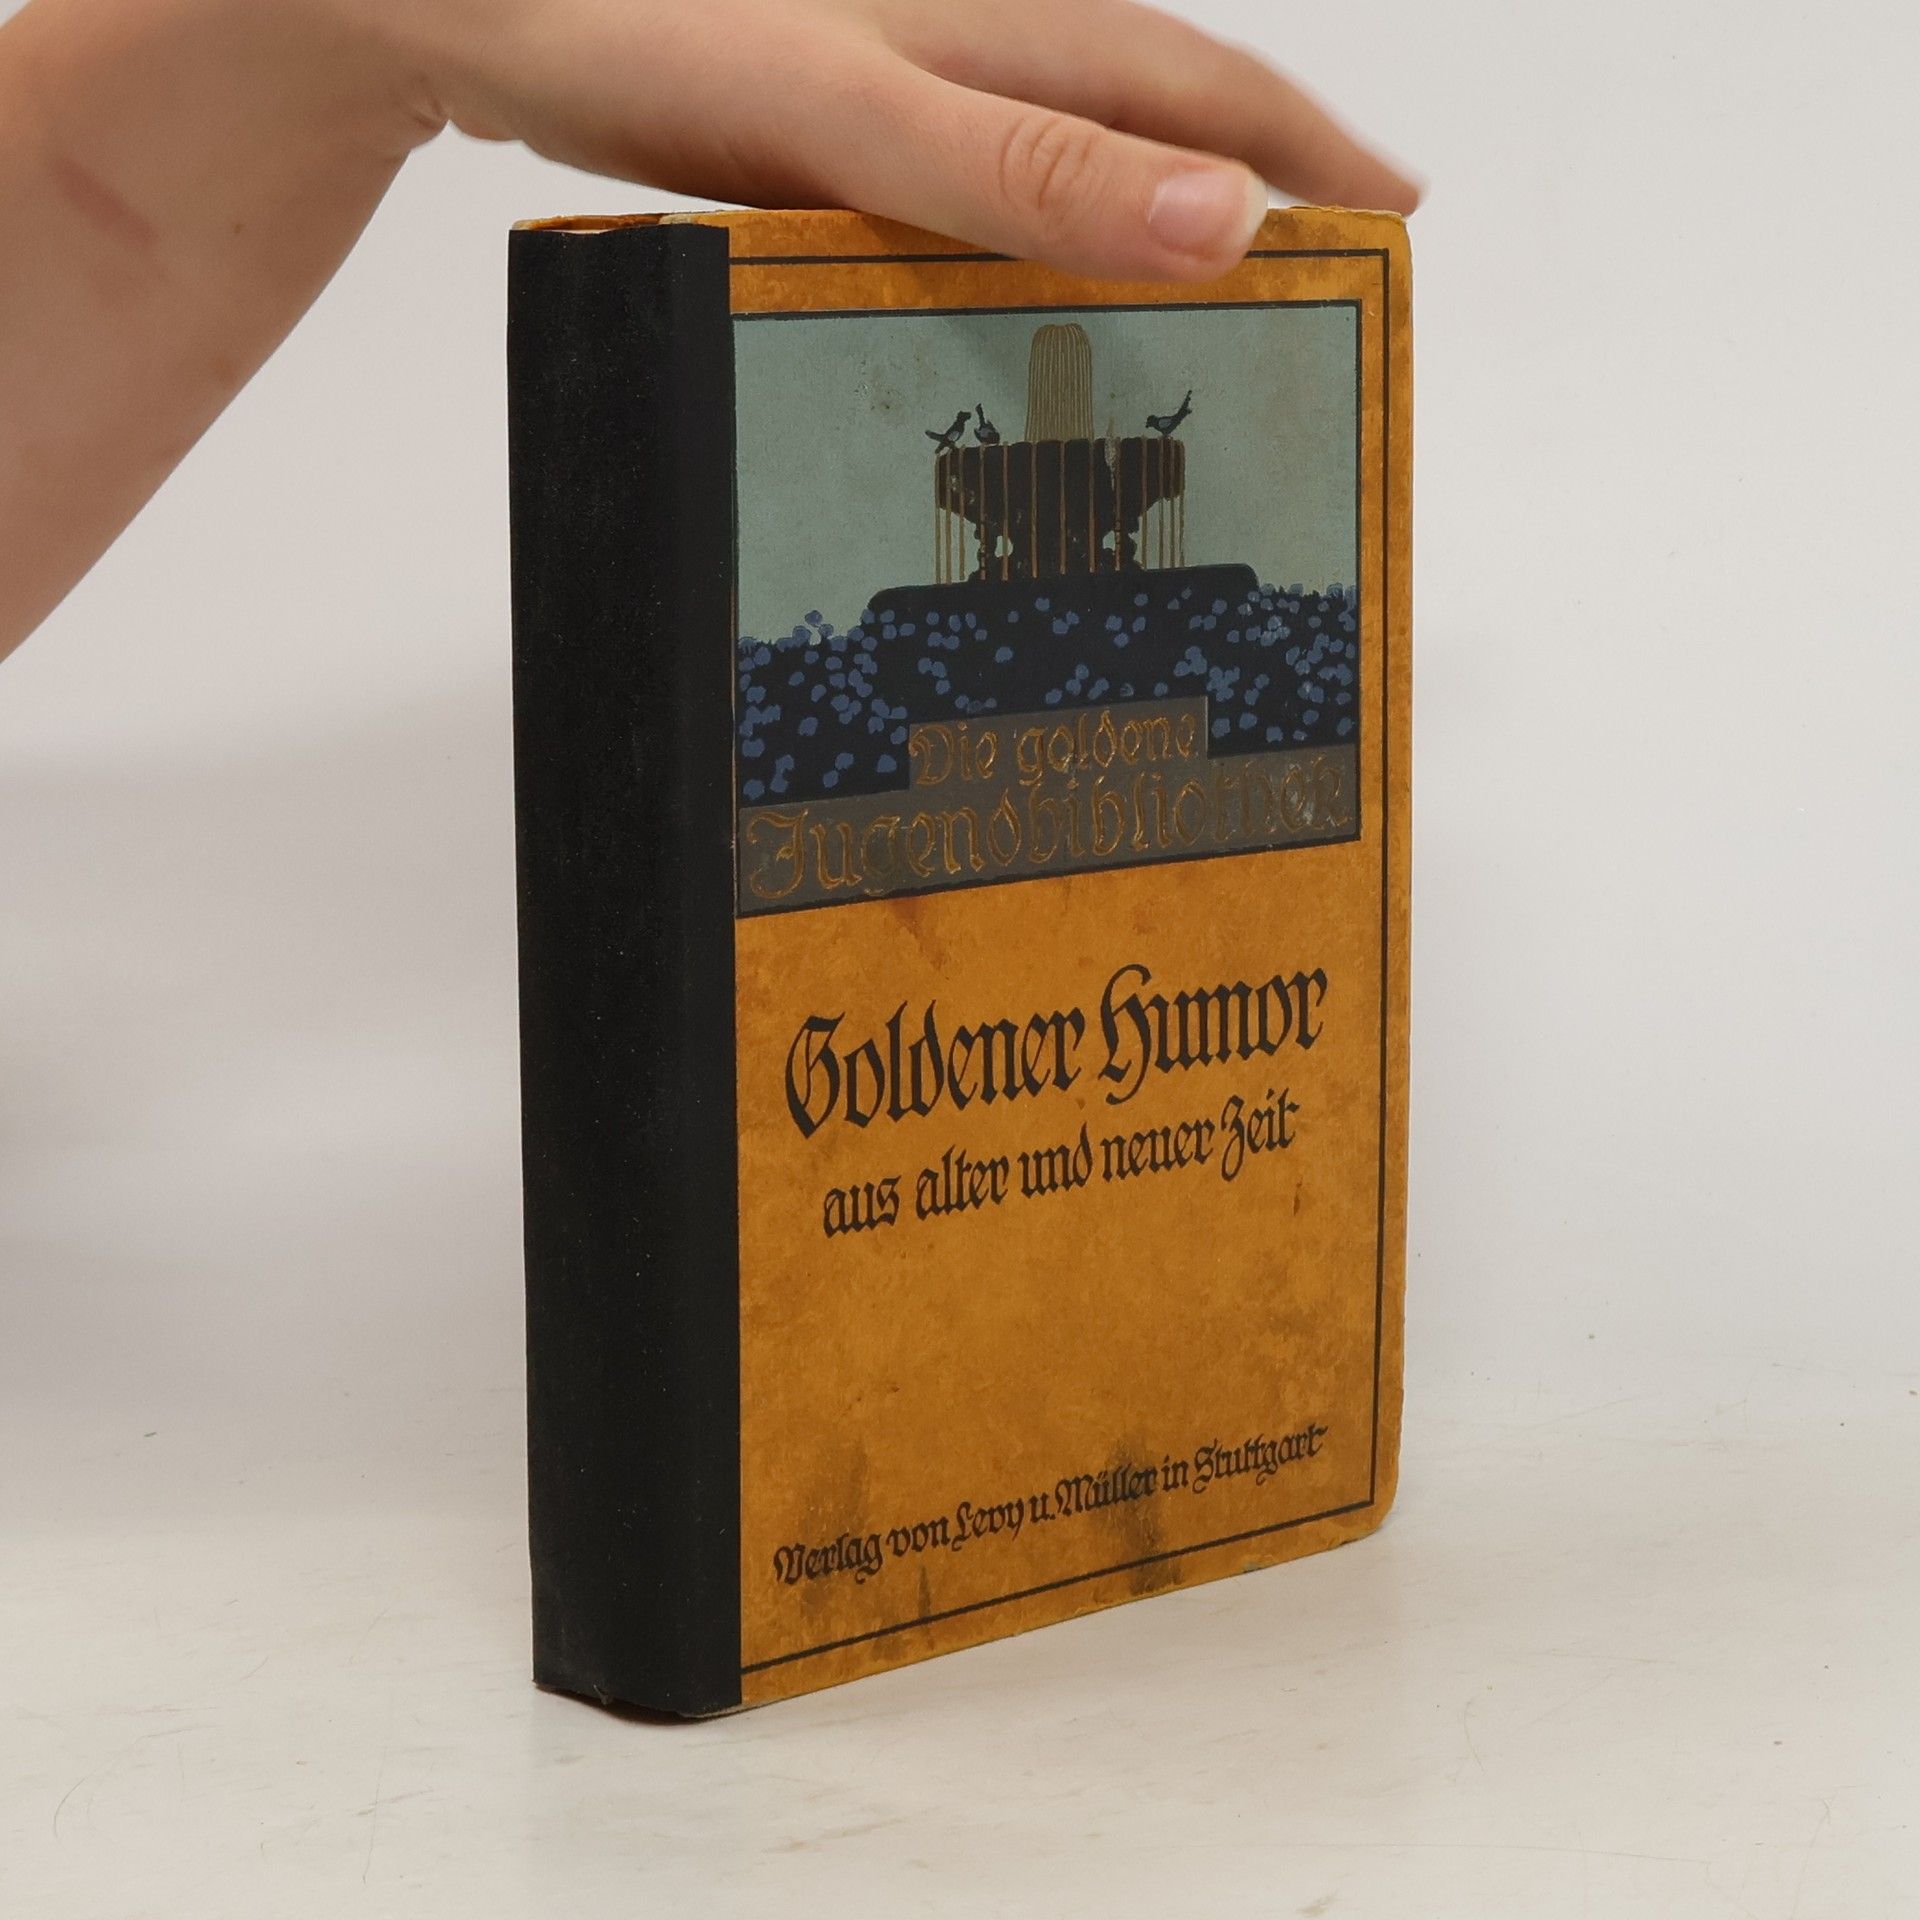 Die goldene
Jugendbibliothek
Goldener Humor
aus alter und neuer Zeit
Verlag von Levy u. Müller in Stuttgart